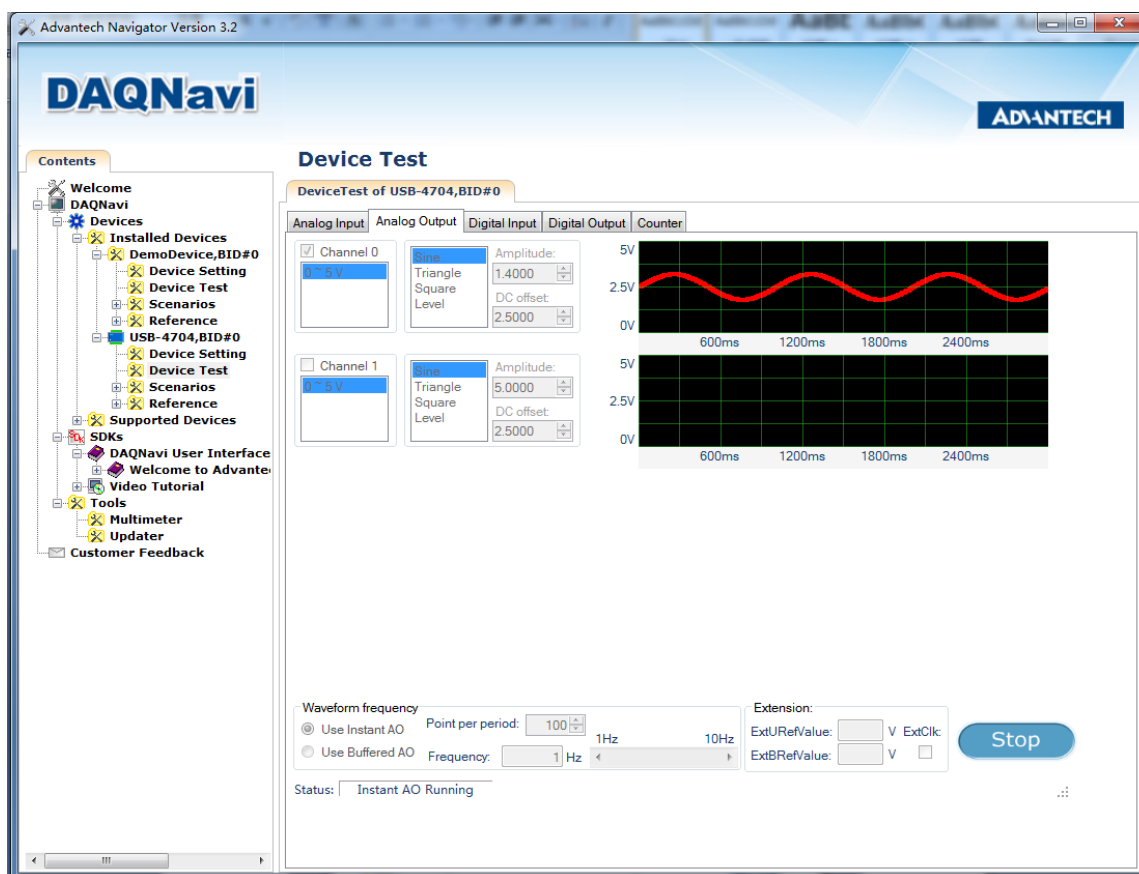 Advantech Navigator Version 3.2
DAQNavi
ADVANTECH
Contents
Welcome
DAQNavi
Devices
Installed Devices
DemoDevice,BID#0
Device Setting
Device Test
Scenarios
Reference
USB-4704,BID#0
Device Setting
Device Test
Scenarios
Reference
Supported Devices
SDKs
DAQNavi User Interface
Welcome to Advante
Video Tutorial
Tools
Multimeter
Updater
Customer Feedback
Device Test
DeviceTest of USB-4704,BID#0
Analog Input Analog Output Digital Input Digital Output Counter
Channel 0
0 ~ 5 V
Sine
Triangle
Square
Level
Amplitude:
1.4000
DC offset:
2.5000
5V
2.5V
0V
600ms 1200ms 1800ms 2400ms
Channel 1
0 ~ 5 V
Sine
Triangle
Square
Level
Amplitude:
5.0000
DC offset:
2.5000
5V
2.5V
0V
600ms 1200ms 1800ms 2400ms
Waveform frequency
Use Instant AO
Use Buffered AO
Point per period: 100
Frequency: 1 Hz
1Hz 10Hz
Extension:
ExtURefValue: V ExtClk:
ExtBRefValue: V
Stop
Status: Instant AO Running